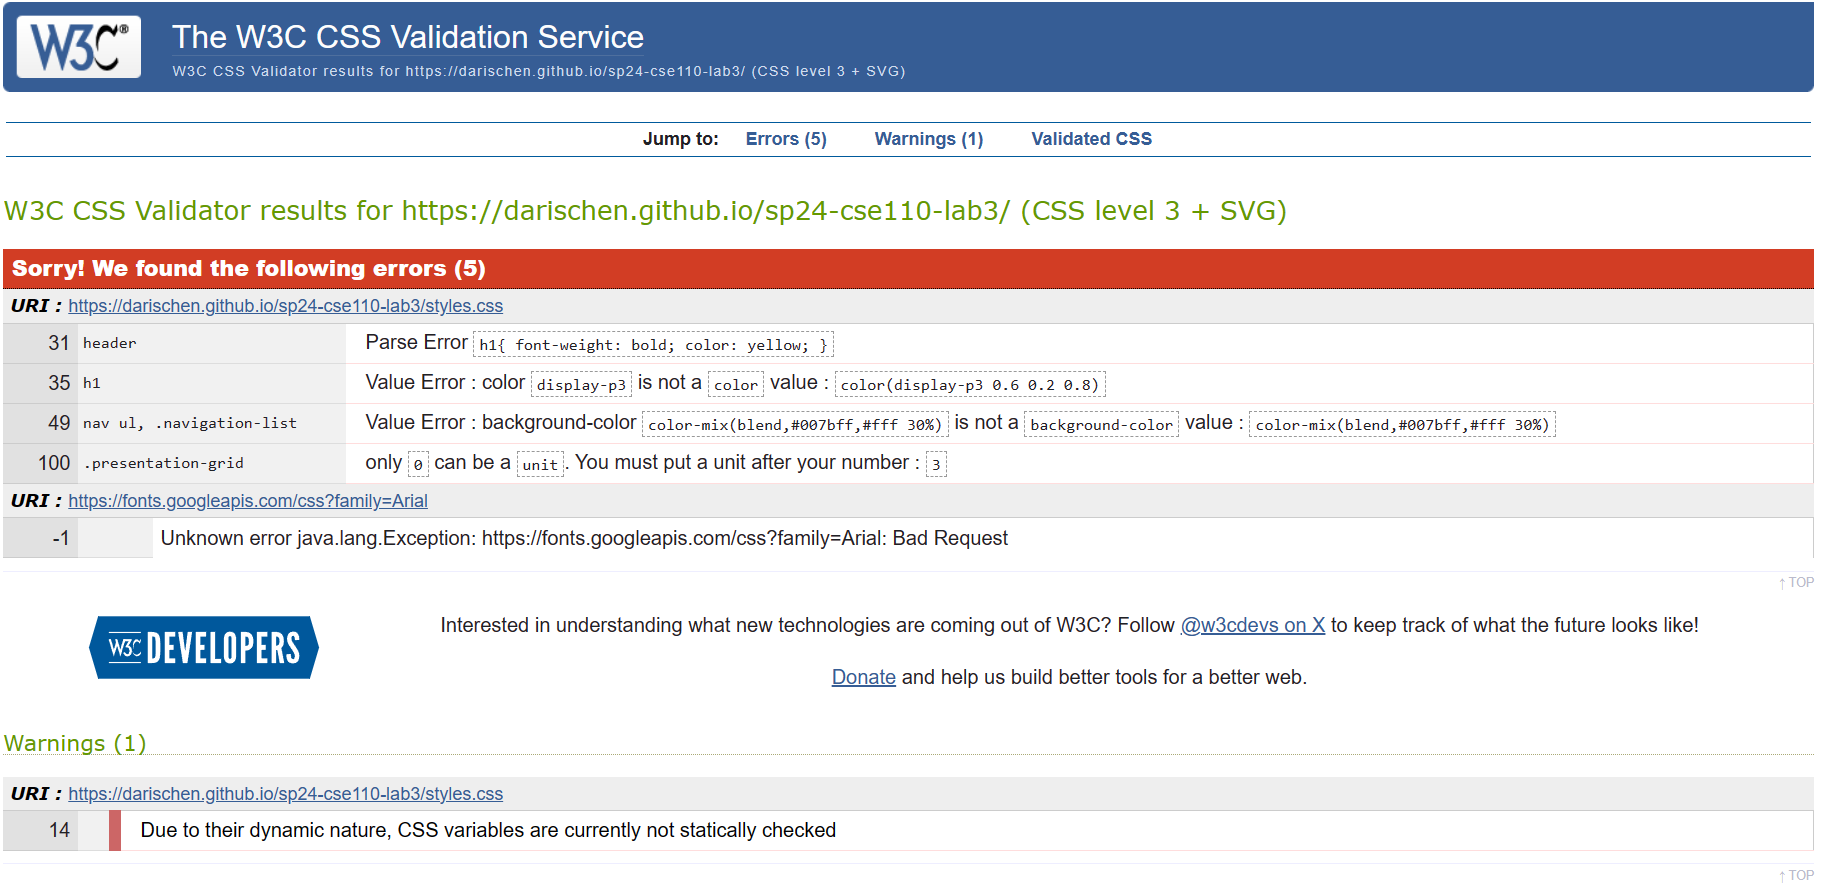 W3C®
The W3C CSS Validation Service
W3C CSS Validator results for https://darischen.github.io/sp24-cse110-lab3/ (CSS level 3 + SVG)
Jump to: Errors (5) Warnings (1) Validated CSS
W3C CSS Validator results for https://darischen.github.io/sp24-cse110-lab3/ (CSS level 3 + SVG)
Sorry! We found the following errors (5)
URI : https://darischen.github.io/sp24-cse110-lab3/styles.css
31 header Parse Error h1{ font-weight: bold; color: yellow; }
35 h1 Value Error : color display-p3 is not a color value : color(display-p3 0.6 0.2 0.8)
49 nav ul, .navigation-list Value Error : background-color color-mix(blend,#007bff,#fff 30%) is not a background-color value : color-mix(blend,#007bff,#fff 30%)
100 .presentation-grid only 0 can be a unit. You must put a unit after your number : 3
URI : https://fonts.googleapis.com/css?family=Arial
-1 Unknown error java.lang.Exception: https://fonts.googleapis.com/css?family=Arial: Bad Request
↑ TOP
W3C DEVELOPERS
Interested in understanding what new technologies are coming out of W3C? Follow @w3cdevs on X to keep track of what the future looks like!
Donate and help us build better tools for a better web.
Warnings (1)
URI : https://darischen.github.io/sp24-cse110-lab3/styles.css
14 Due to their dynamic nature, CSS variables are currently not statically checked
↑ TOP